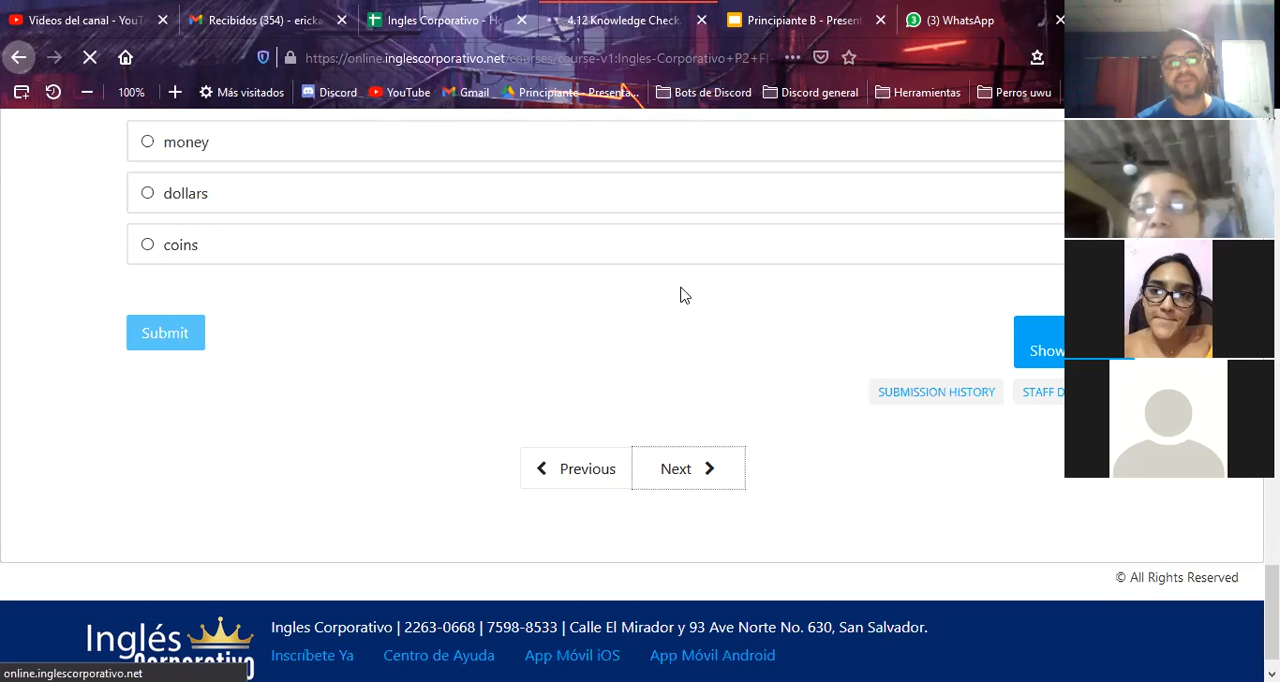 Videos del canal - YouT
Recibidos (354) - ericka
Ingles Corporativo - Ho
4.12 Knowledge Check.
Principiante B - Present
3
(3) WhatsApp
https://online.inglescorporativo.net/courses/course-v1:Ingles-Corporativo+P2+Fl
100%
Más visitados
Discord
YouTube
Gmail
Principiante - Presenta...
Bots de Discord
Discord general
Herramientas
Perros uwu
money
dollars
coins
Submit
Show
SUBMISSION HISTORY
STAFF D
Previous
Next
© All Rights Reserved
Inglés
Corporativo
Ingles Corporativo | 2263-0668 | 7598-8533 | Calle El Mirador y 93 Ave Norte No. 630, San Salvador.
Inscríbete Ya
Centro de Ayuda
App Móvil iOS
App Móvil Android
online.inglescorporativo.net